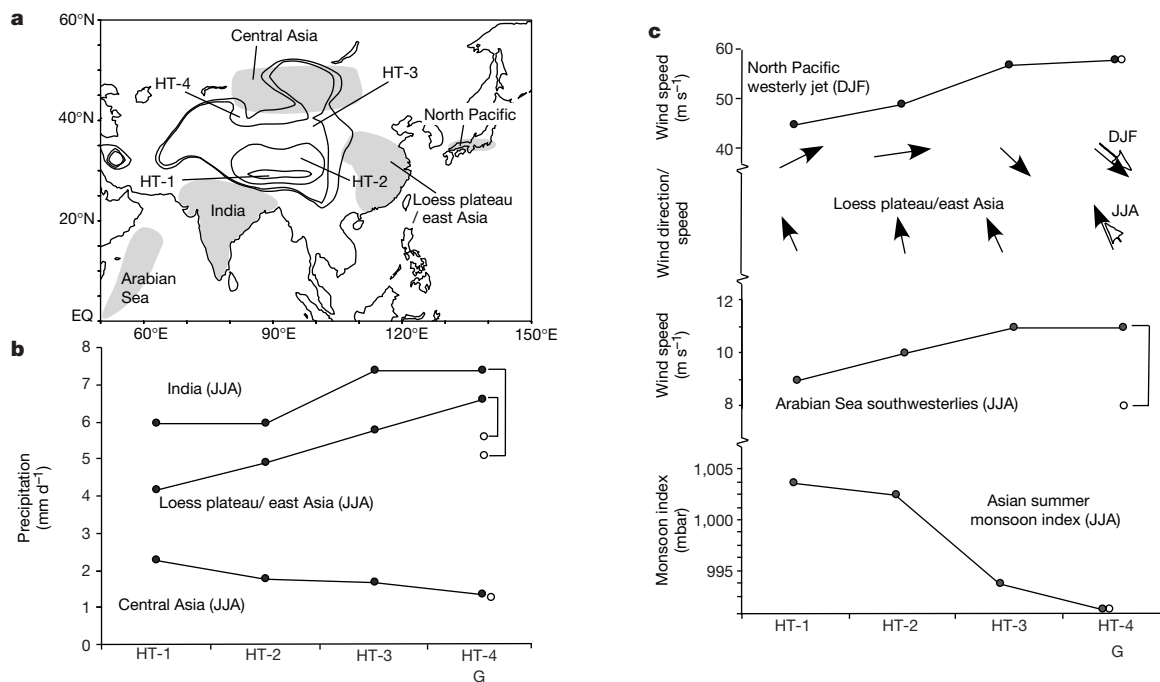 a
60°N
40°N
20°N
EQ
60°E
90°E
120°E
150°E
Central Asia
HT-4
HT-3
North Pacific
HT-1
HT-2
India
Loess plateau
/ east Asia
Arabian
Sea
b
Precipitation
(mm d–1)
8
7
6
5
4
3
2
1
0
India (JJA)
Loess plateau/ east Asia (JJA)
Central Asia (JJA)
HT-1
HT-2
HT-3
HT-4
G
c
Wind speed
(m s–1)
60
50
40
North Pacific
westerly jet (DJF)
Wind direction/
speed
DJF
Loess plateau/east Asia
JJA
Wind speed
(m s–1)
12
10
8
Arabian Sea southwesterlies (JJA)
Monsoon index
(mbar)
1,005
1,000
995
Asian summer
monsoon index (JJA)
HT-1
HT-2
HT-3
HT-4
G